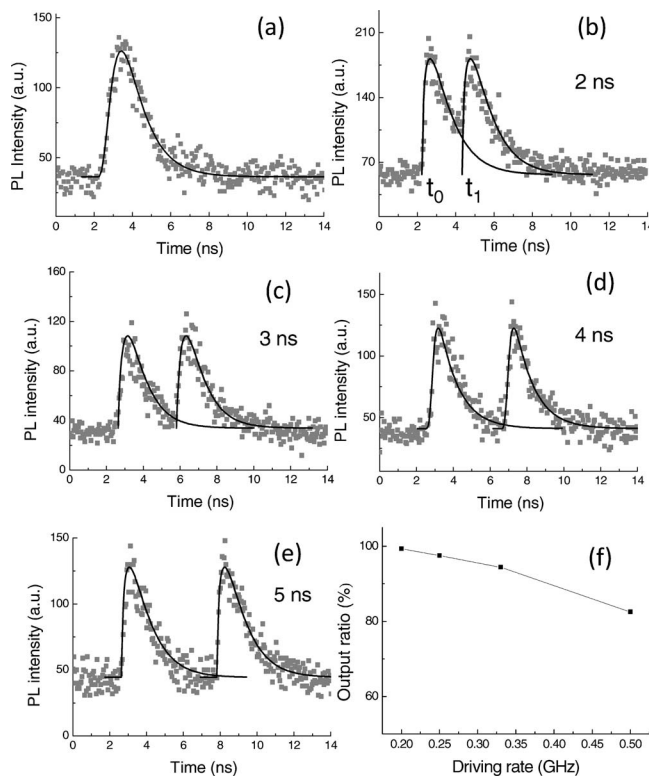 (a)
PL Intensity (a.u.)
150
100
50
0 2 4 6 8 10 12 14
Time (ns)
(b)
2 ns
PL intensity (a.u.)
210
140
70
0
t0 t1
0 2 4 6 8 10 12 14
Time (ns)
(c)
3 ns
PL intensity (a.u.)
160
120
80
40
0
0 2 4 6 8 10 12 14
Time (ns)
(d)
4 ns
PL intensity (a.u.)
150
100
50
0 2 4 6 8 10 12 14
Time (ns)
(e)
5 ns
PL intensity (a.u.)
150
100
50
0
0 2 4 6 8 10 12 14
Time (ns)
(f)
Output ratio (%)
100
80
60
0.20 0.25 0.30 0.35 0.40 0.45 0.50
Driving rate (GHz)